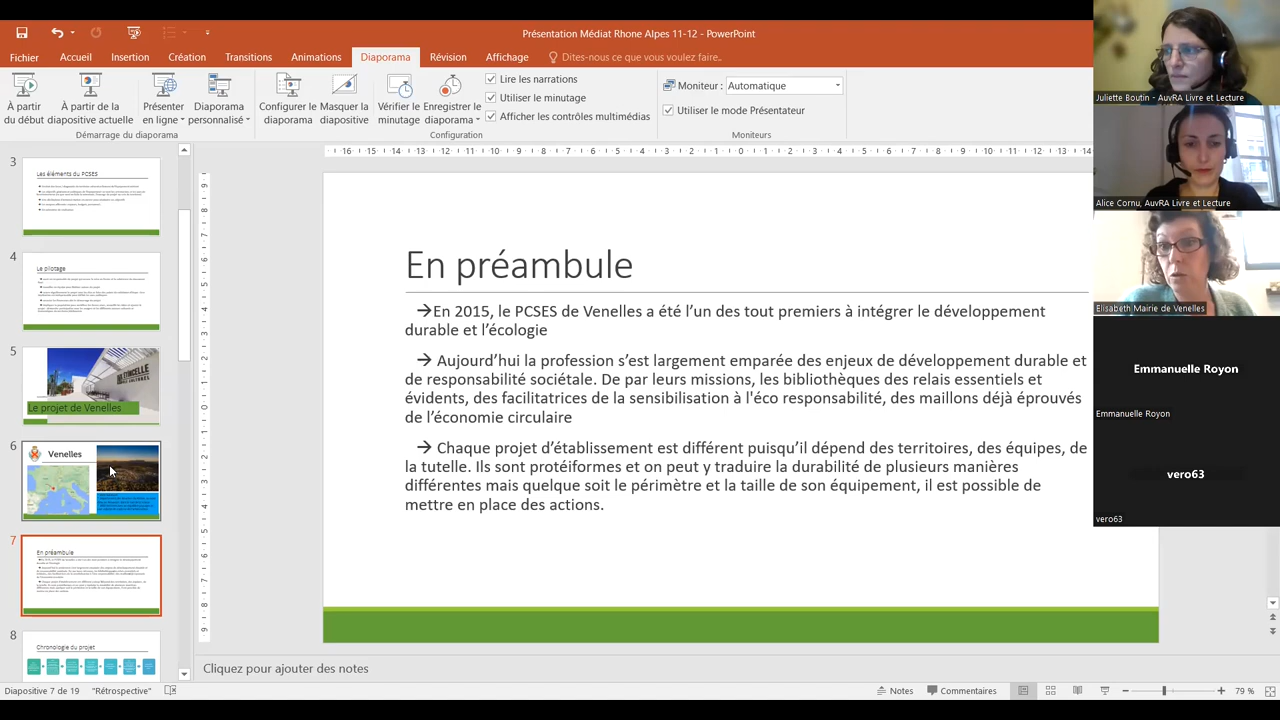 Présentation Médiat Rhone Alpes 11-12 - PowerPoint
Fichier Accueil Insertion Création Transitions Animations Diaporama Révision Affichage Dites-nous ce que vous voulez faire.
À partir du début
À partir de la diapositive actuelle
Présenter en ligne
Diaporama personnalisé
Démarrage du diaporama
Configurer le diaporama
Masquer la diapositive
Vérifier le minutage
Enregistrer le diaporama
Lire les narrations
Utiliser le minutage
Afficher les contrôles multimédias
Configuration
Moniteur : Automatique
Utiliser le mode Présentateur
Moniteurs
3
Les éléments du PCSES
4
Le pilotage
5
Le projet de Venelles
6
Venelles
7
En préambule
8
Chronologie du projet
En préambule
→En 2015, le PCSES de Venelles a été l’un des tout premiers à intégrer le développement
durable et l’écologie
→ Aujourd’hui la profession s’est largement emparée des enjeux de développement durable et
de responsabilité sociétale. De par leurs missions, les bibliothèques des relais essentiels et
évidents, des facilitatrices de la sensibilisation à l'éco responsabilité, des maillons déjà éprouvés
de l’économie circulaire
→ Chaque projet d’établissement est différent puisqu’il dépend des territoires, des équipes, de
la tutelle. Ils sont protéiformes et on peut y traduire la durabilité de plusieurs manières
différentes mais quelque soit le périmètre et la taille de son équipement, il est possible de
mettre en place des actions.
Cliquez pour ajouter des notes
Diapositive 7 de 19 "Rétrospective" Notes Commentaires 79 %
Juliette Boutin - AuvRA Livre et Lecture
Alice Cornu, AuvRA Livre et Lecture
Elisabeth Mairie de Venelles
Emmanuelle Royon
Emmanuelle Royon
vero63
vero63